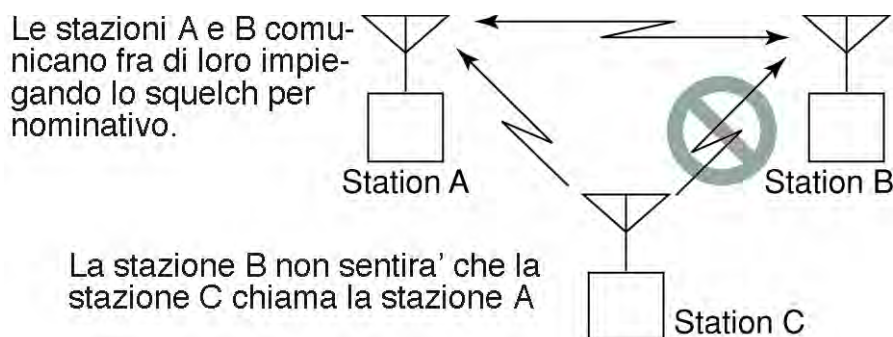 Le stazioni A e B comu-
nicano fra di loro impie-
gando lo squelch per
nominativo.
Station A
Station B
La stazione B non sentira' che la
stazione C chiama la stazione A
Station C